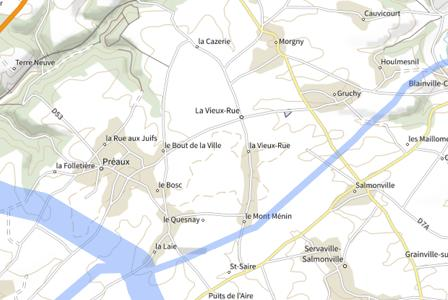 Cauvicourt
la Cazerie
Morgny
Terre Neuve
Houlmesnil
Blainville-C
Gruchy
D53
La Vieux-Rue
la Rue aux Juifs
le Bout de la Ville
la Vieux-Rue
les Maillome
la Folletière
Préaux
le Bosc
Salmonville
le Quesnay
le Mont Ménin
D7A
la Laie
Servaville-
Salmonville
Grainville-su
St-Saire
Puits de l'Aire